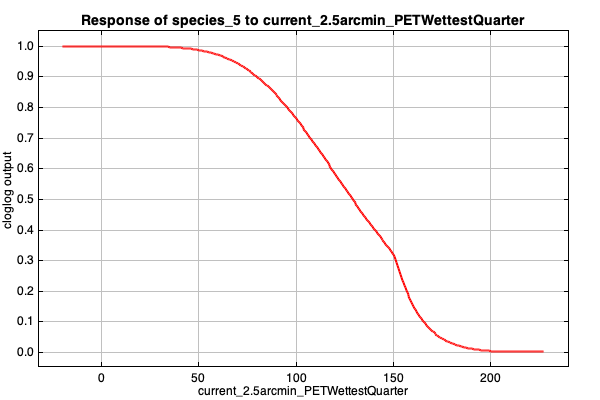 Response of species_5 to current_2.5arcmin_PETWettestQuarter
1.0
0.9
0.8
0.7
0.6
0.5
0.4
0.3
0.2
0.1
0.0
cloglog output
0 50 100 150 200
current_2.5arcmin_PETWettestQuarter